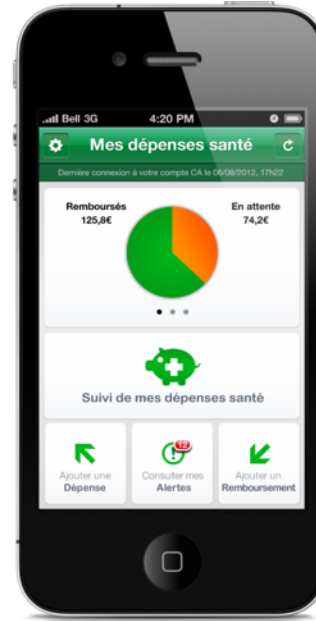 Bell 3G 4:20 PM
Mes dépenses santé
Dernière connexion à votre compte CA le 06/09/2012, 17h22
Remboursés
125,8€
En attente
74,2€
Suivi de mes dépenses santé
Ajouter une
Dépense
12
Consulter mes
Alertes
Ajouter un
Remboursement